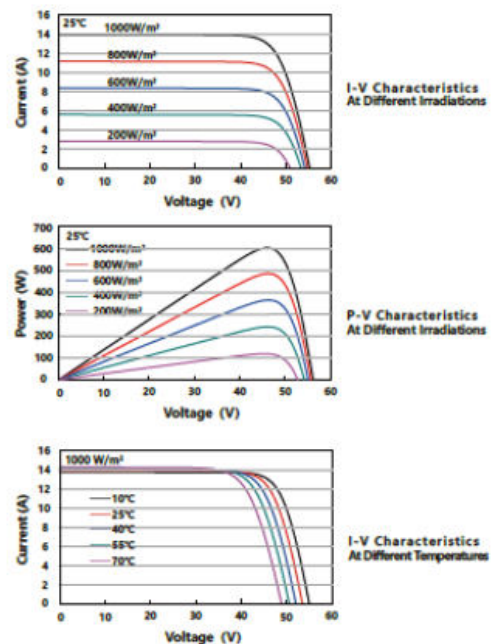 25℃
1000W/m²
800W/m²
600W/m²
400W/m²
200W/m²
16
14
12
10
8
6
4
2
0
Current (A)
0 10 20 30 40 50 60
Voltage (V)
I-V Characteristics
At Different Irradiations
25℃
1000W/m²
800W/m²
600W/m²
400W/m²
200W/m²
700
600
500
400
300
200
100
0
Power (W)
0 10 20 30 40 50 60
Voltage (V)
P-V Characteristics
At Different Irradiations
1000 W/m²
10℃
25℃
40℃
55℃
70℃
16
14
12
10
8
6
4
2
0
Current (A)
0 10 20 30 40 50 60
Voltage (V)
I-V Characteristics
At Different Temperatures